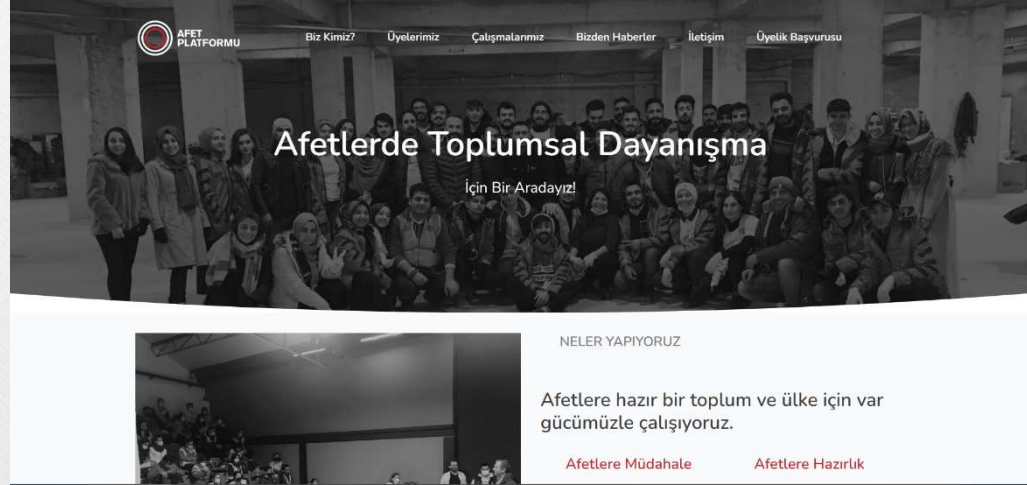 AFET
PLATFORMU
Biz Kimiz?
Üyelerimiz
Çalışmalarımız
Bizden Haberler
İletişim
Üyelik Başvurusu
Afetlerde Toplumsal Dayanışma
İçin Bir Aradayız!
NELER YAPIYORUZ
Afetlere hazır bir toplum ve ülke için var
gücümüzle çalışıyoruz.
Afetlere Müdahale
Afetlere Hazırlık